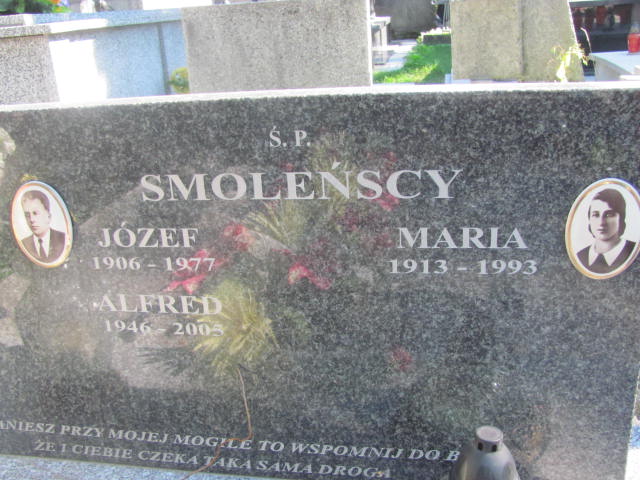 Ś. P.
SMOLEŃSCY
JÓZEF MARIA
1906 - 1977 1913 - 1993
ALFRED
1946 - 2005
ANIESZ PRZY MOJEJ MOGILE TO WSPOMNIJ DO B
ŻE I CIEBIE CZEKA TAKA SAMA DROGA